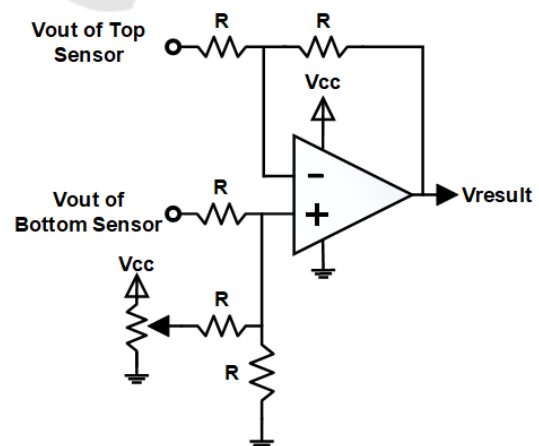 R
R
Vout of Top
Sensor
Vcc
-
R
Vout of
Bottom Sensor
+
Vresult
Vcc
R
R